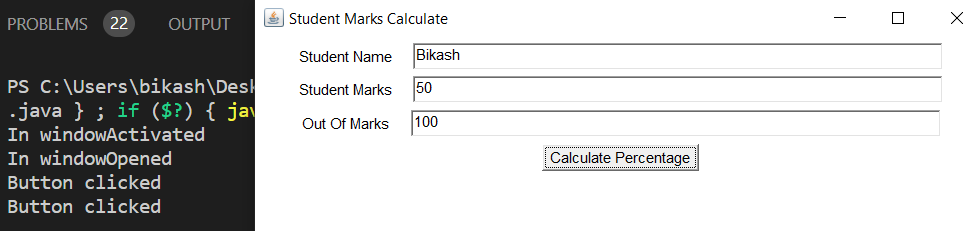 PROBLEMS 22 OUTPUT
PS C:\Users\bikash\Desk
.java } ; if ($?) { jav
In windowActivated
In windowOpened
Button clicked
Button clicked
Student Marks Calculate
Student Name Bikash
Student Marks 50
Out Of Marks 100
Calculate Percentage